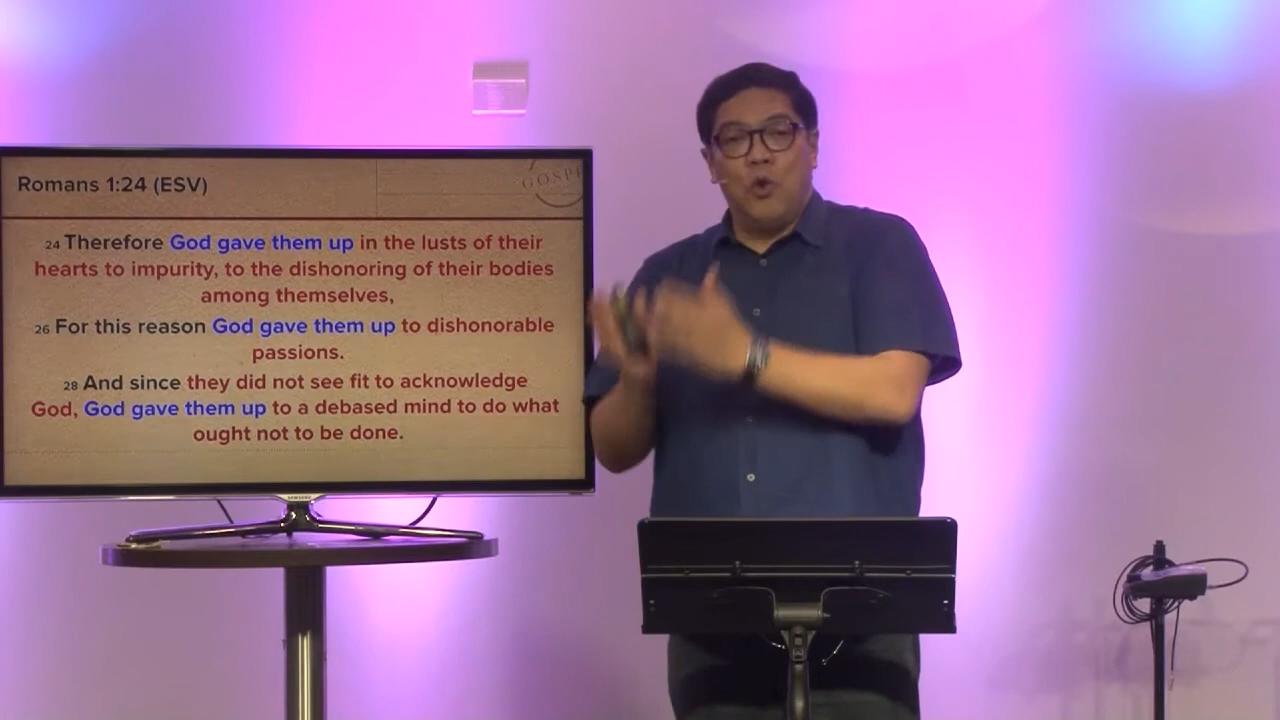 Romans 1:24 (ESV)
GOSPE
24 Therefore God gave them up in the lusts of their
hearts to impurity, to the dishonoring of their bodies
among themselves,
26 For this reason God gave them up to dishonorable
passions.
28 And since they did not see fit to acknowledge
God, God gave them up to a debased mind to do what
ought not to be done.
SAMSUNG